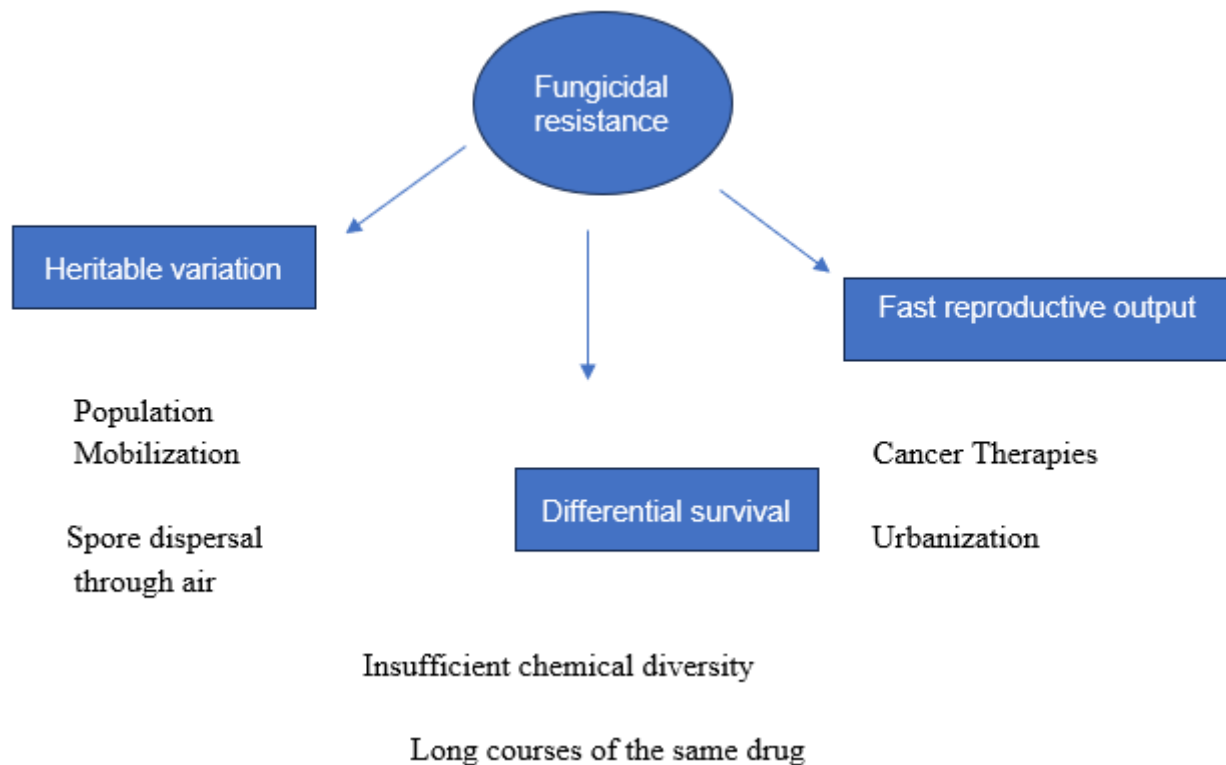 Fungicidal
resistance
Heritable variation
Fast reproductive output
Population
Mobilization
Cancer Therapies
Differential survival
Spore dispersal
through air
Urbanization
Insufficient chemical diversity
Long courses of the same drug